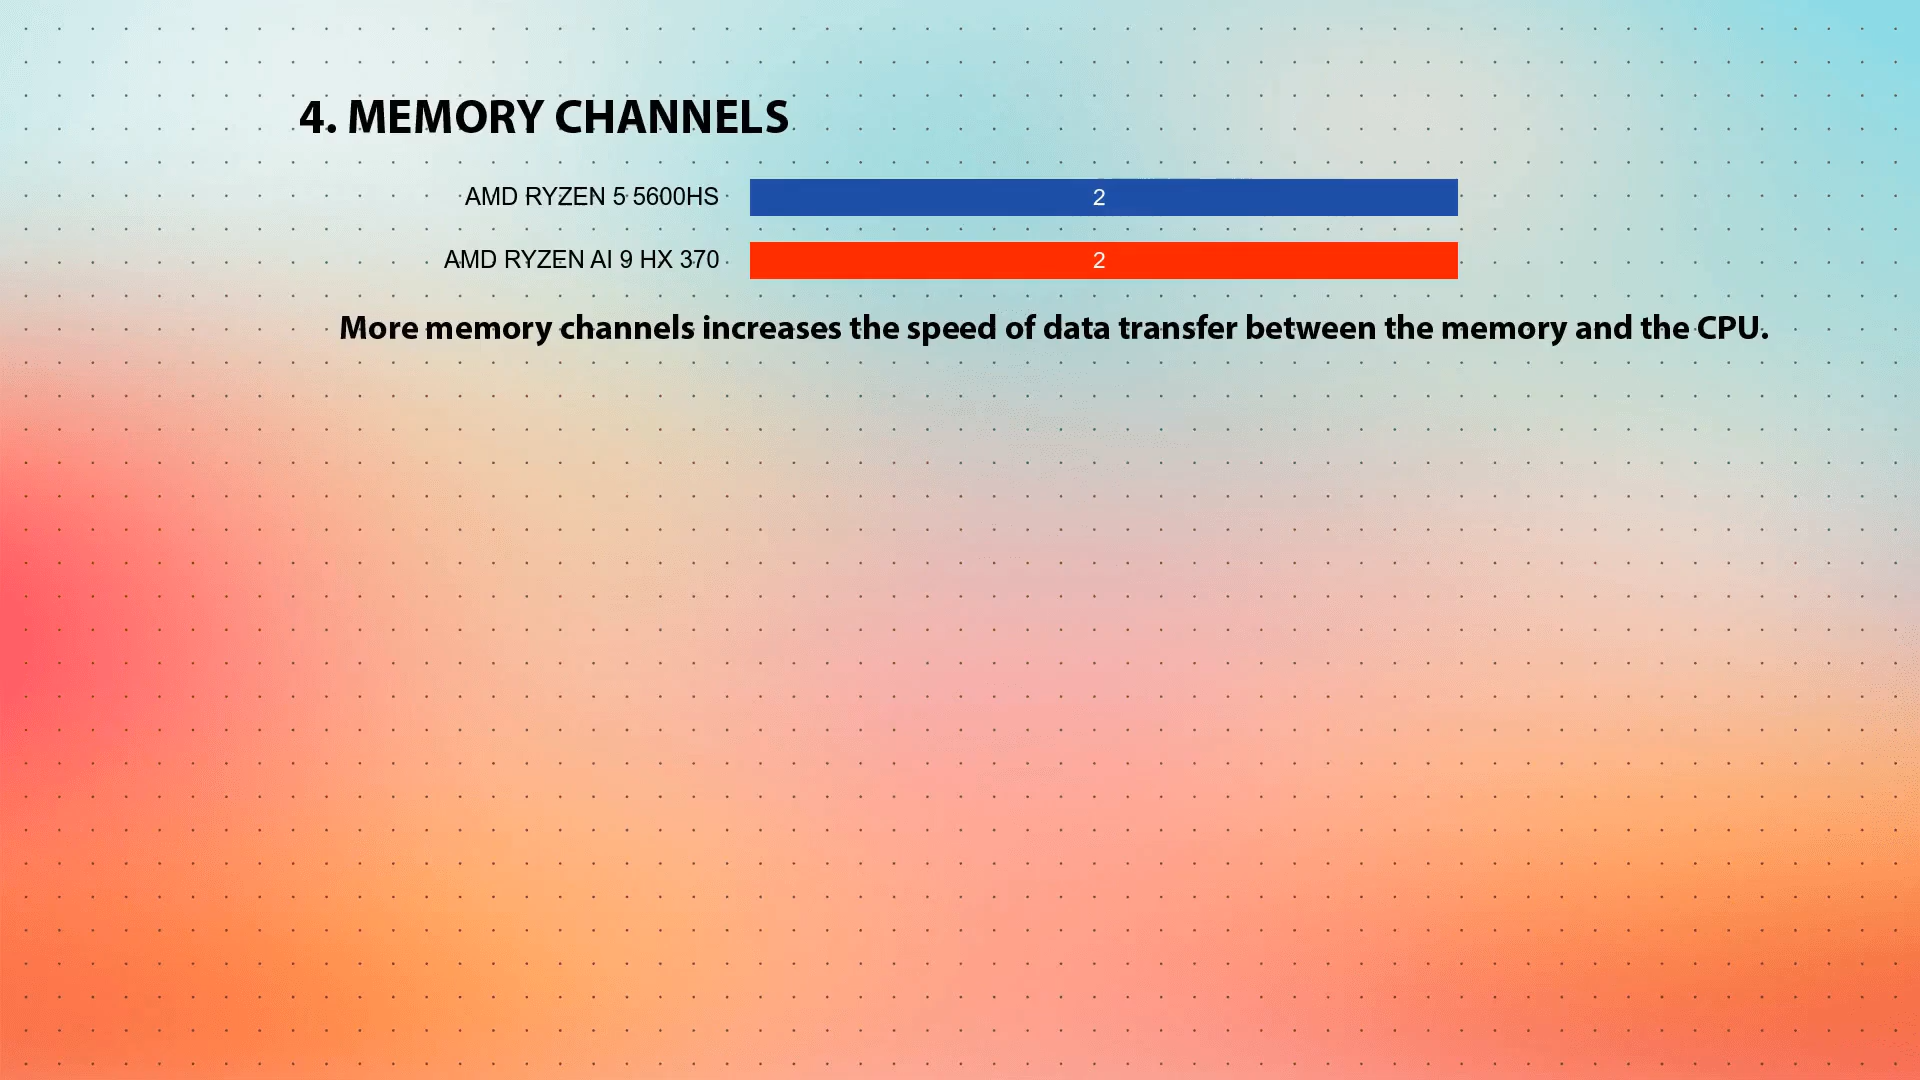 4. MEMORY CHANNELS
AMD RYZEN 5 5600HS 2
AMD RYZEN AI 9 HX 370 2
More memory channels increases the speed of data transfer between the memory and the CPU.